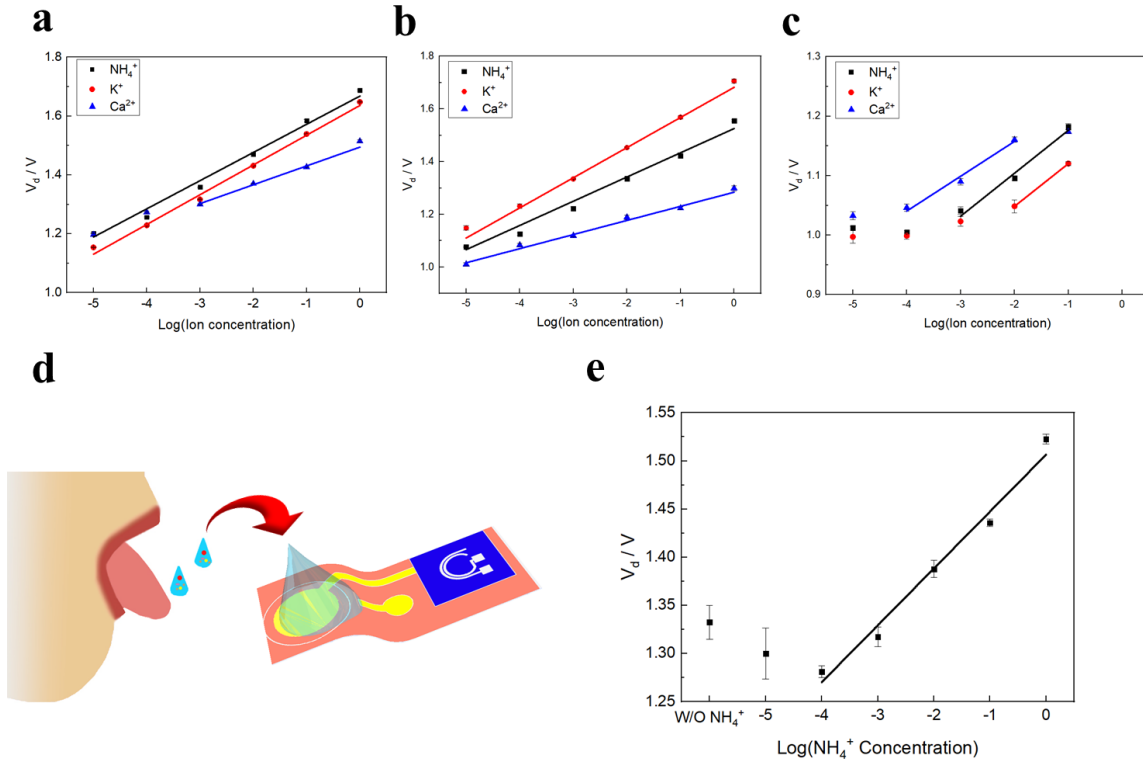 a
1.8
1.6
1.4
1.2
1.0
V_d / V
NH₄⁺
K⁺
Ca²⁺
-5 -4 -3 -2 -1 0
Log(Ion concentration)
b
1.8
1.6
1.4
1.2
1.0
V_d / V
NH₄⁺
K⁺
Ca²⁺
-5 -4 -3 -2 -1 0
Log(Ion concentration)
c
1.3
1.2
1.1
1.0
0.9
V_d / V
NH₄⁺
K⁺
Ca²⁺
-5 -4 -3 -2 -1 0
Log(Ion concentration)
d
e
1.55
1.50
1.45
1.40
1.35
1.30
1.25
V_d / V
W/O NH₄⁺ -5 -4 -3 -2 -1 0
Log(NH₄⁺ Concentration)